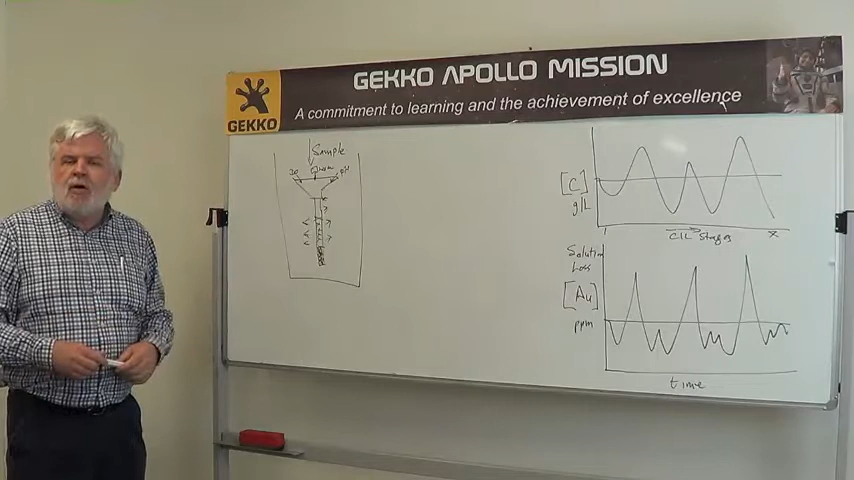 GEKKO APOLLO MISSION
A commitment to learning and the achievement of excellence
GEKKO
Sample
pH
[C]
g/L
CIL Stages
x
Solution
Loss
[Au]
ppm
time